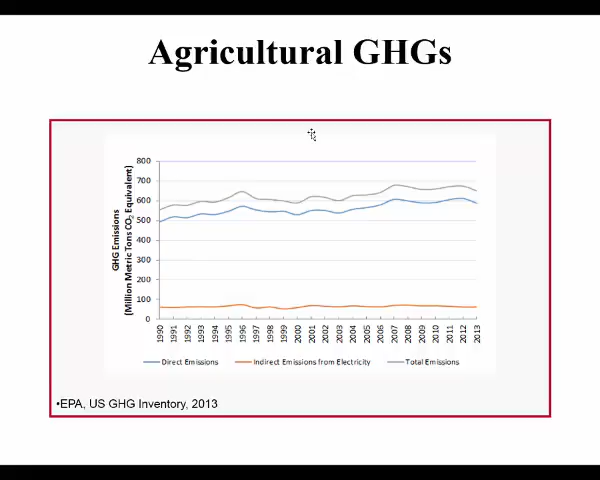 Agricultural GHGs
GHG Emissions
(Million Metric Tons CO2 Equivalent)
800
700
600
500
400
300
200
100
0
1990 1991 1992 1993 1994 1995 1996 1997 1998 1999 2000 2001 2002 2003 2004 2005 2006 2007 2008 2009 2010 2011 2012 2013
Direct Emissions Indirect Emissions from Electricity Total Emissions
•EPA, US GHG Inventory, 2013